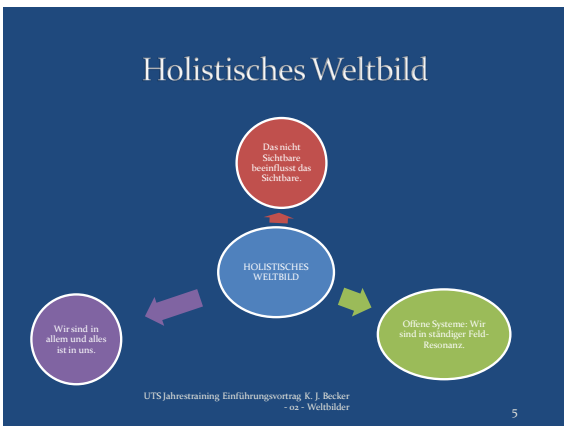 Holistisches Weltbild
Das nicht
Sichtbare
beeinflusst das
Sichtbare.
HOLISTISCHES
WELTBILD
Wir sind in
allem und alles
ist in uns.
Offene Systeme: Wir
sind in ständiger Feld-
Resonanz.
UTS Jahrestraining Einführungsvortrag K. J. Becker
- 02 - Weltbilder
5